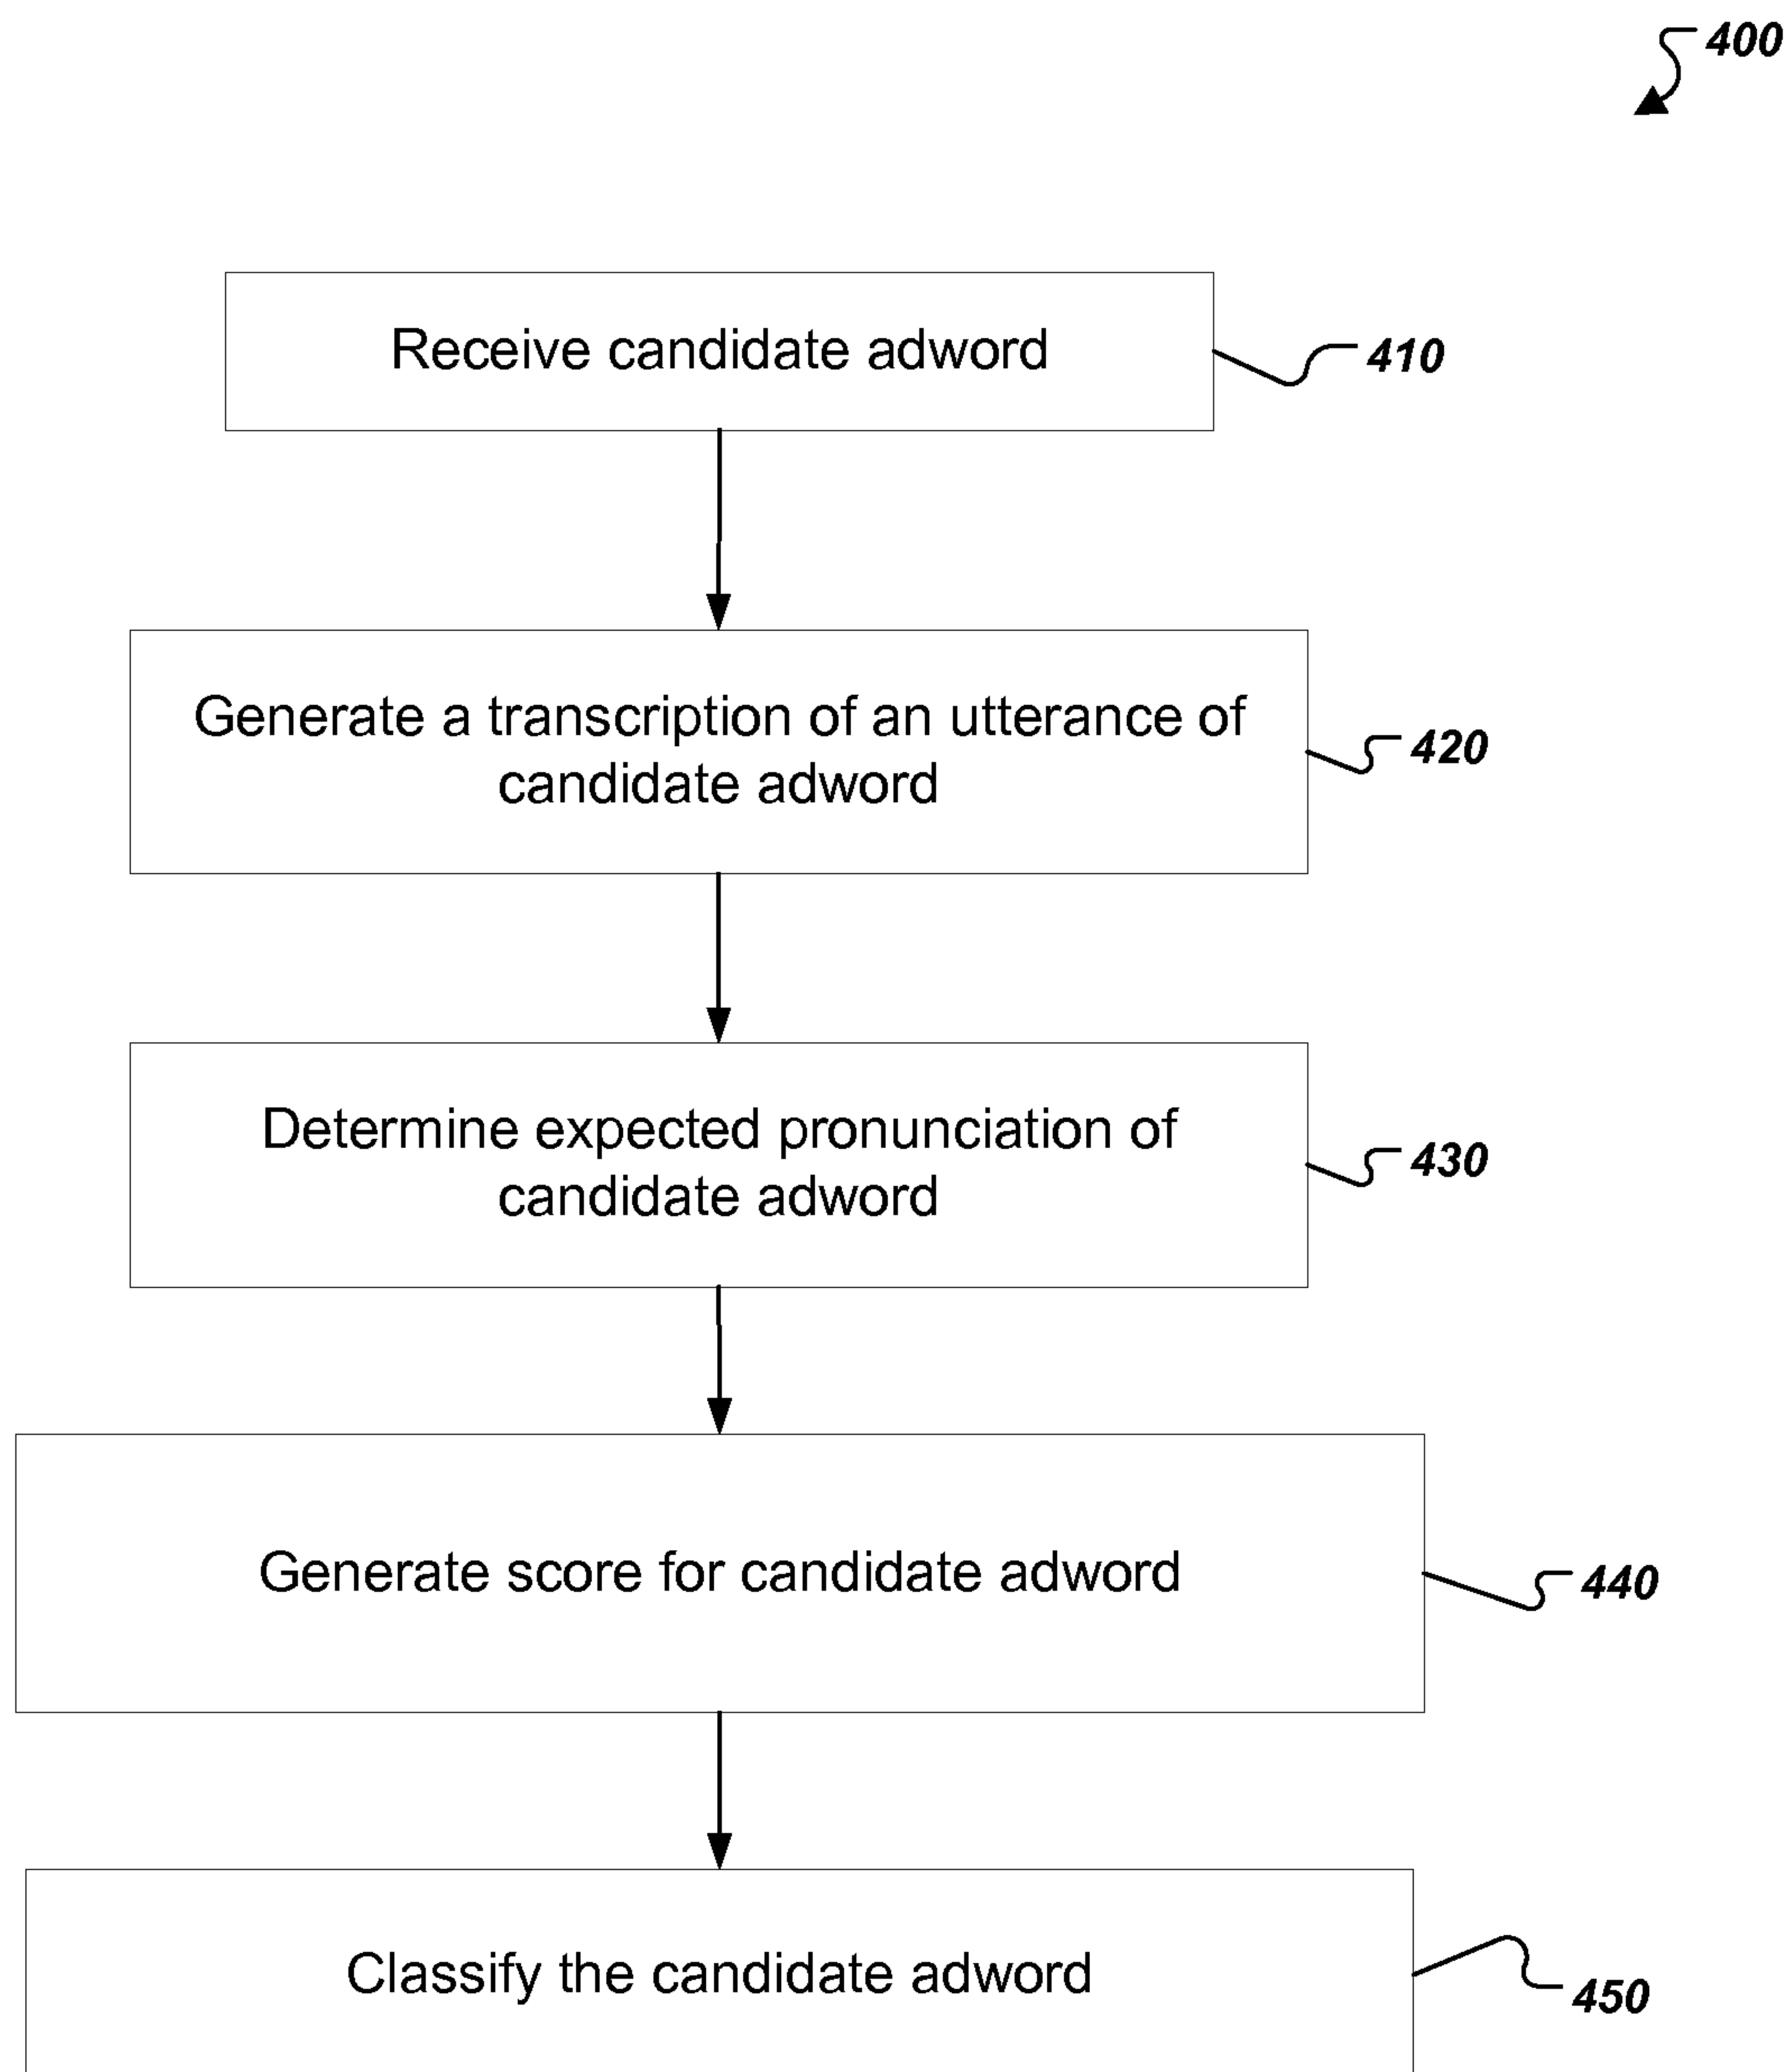 400
Receive candidate adword
410
Generate a transcription of an utterance of
candidate adword
420
Determine expected pronunciation of
candidate adword
430
Generate score for candidate adword
440
Classify the candidate adword
450